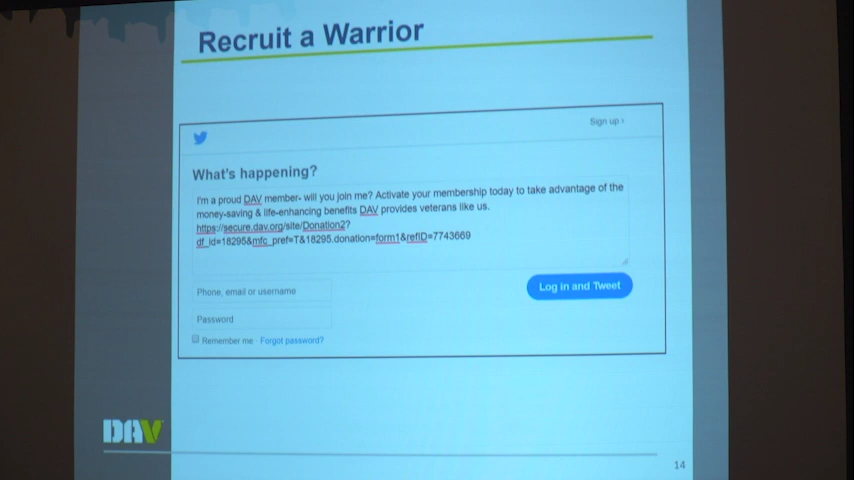 Recruit a Warrior
Sign up ›
What's happening?
I'm a proud DAV member- will you join me? Activate your membership today to take advantage of the
money-saving & life-enhancing benefits DAV provides veterans like us.
https://secure.dav.org/site/Donation2?
df_id=18295&mfc_pref=T&18295.donation=form1&refID=7743669
Phone, email or username
Log in and Tweet
Password
Remember me · Forgot password?
DAV
14